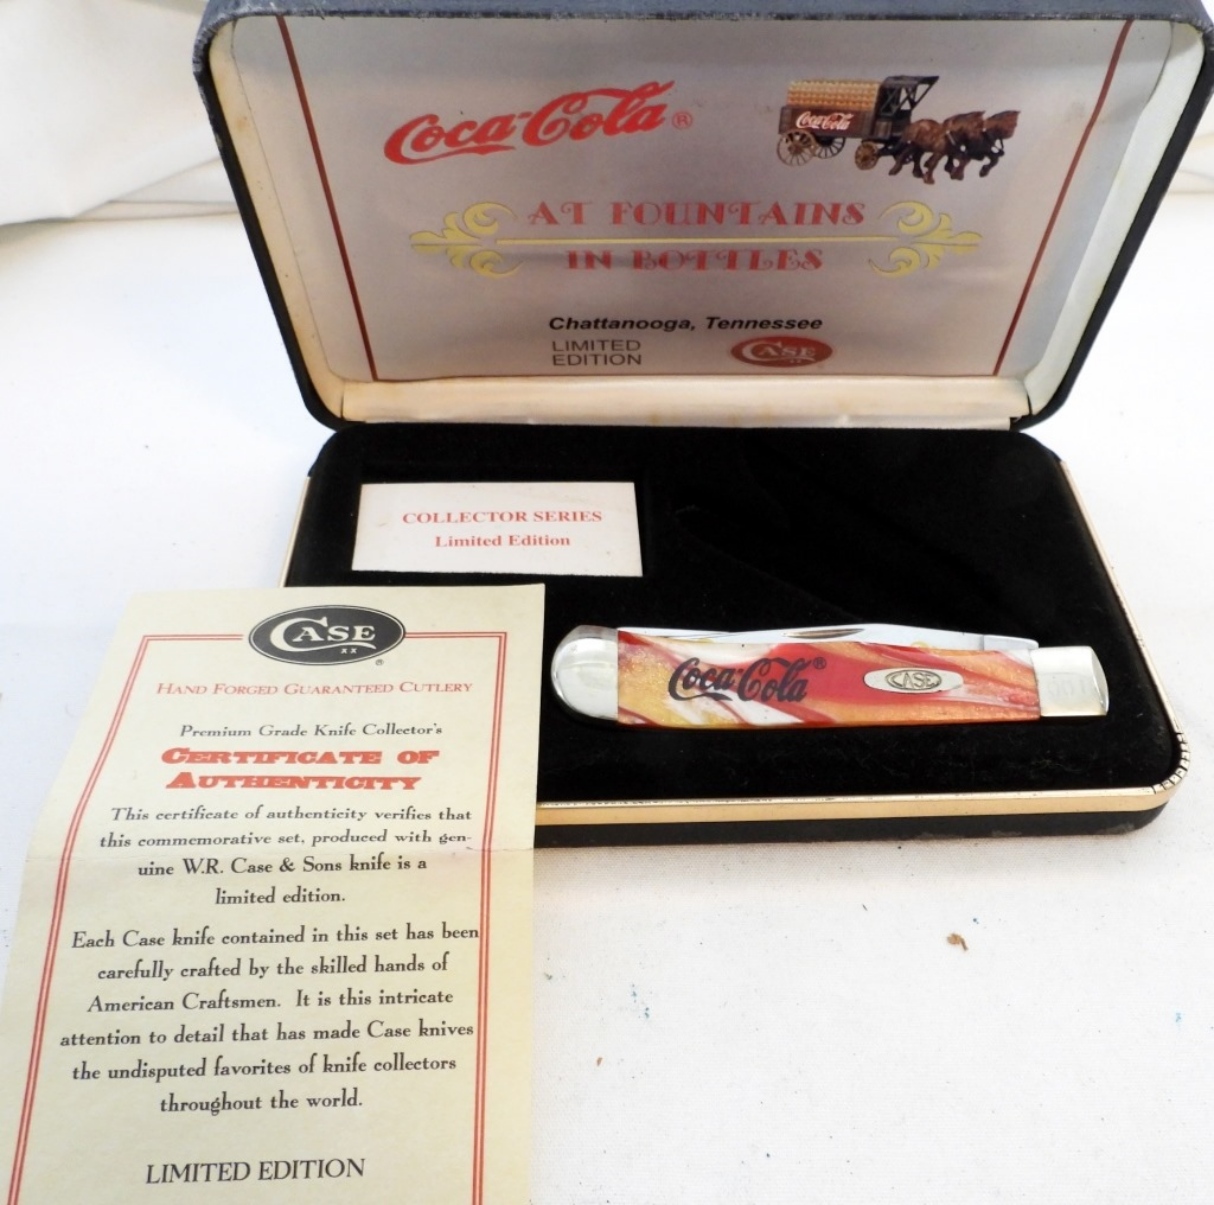 Coca-Cola®
Coca-Cola
AT FOUNTAINS
IN BOTTLES
Chattanooga, Tennessee
LIMITED
EDITION
CASE
XX
COLLECTOR SERIES
Limited Edition
Coca-Cola®
CASE
CASE
XX
®
HAND FORGED GUARANTEED CUTLERY
Premium Grade Knife Collector's
CERTIFICATE OF
AUTHENTICITY
This certificate of authenticity verifies that
this commemorative set, produced with gen-
uine W.R. Case & Sons knife is a
limited edition.
Each Case knife contained in this set has been
carefully crafted by the skilled hands of
American Craftsmen. It is this intricate
attention to detail that has made Case knives
the undisputed favorites of knife collectors
throughout the world.
LIMITED EDITION